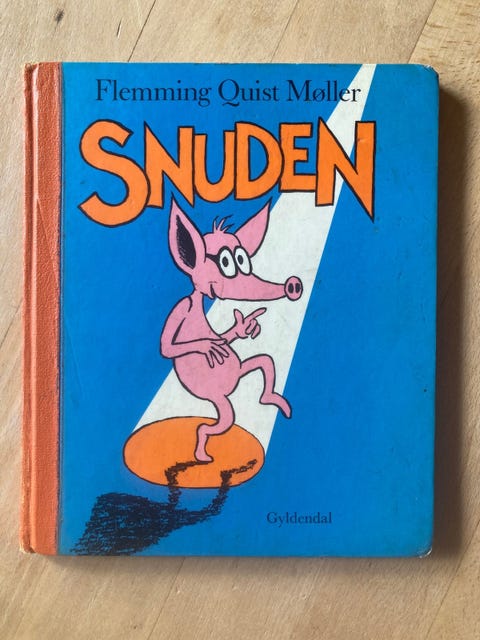 Flemming Quist Møller
SNUDEN
Gyldendal